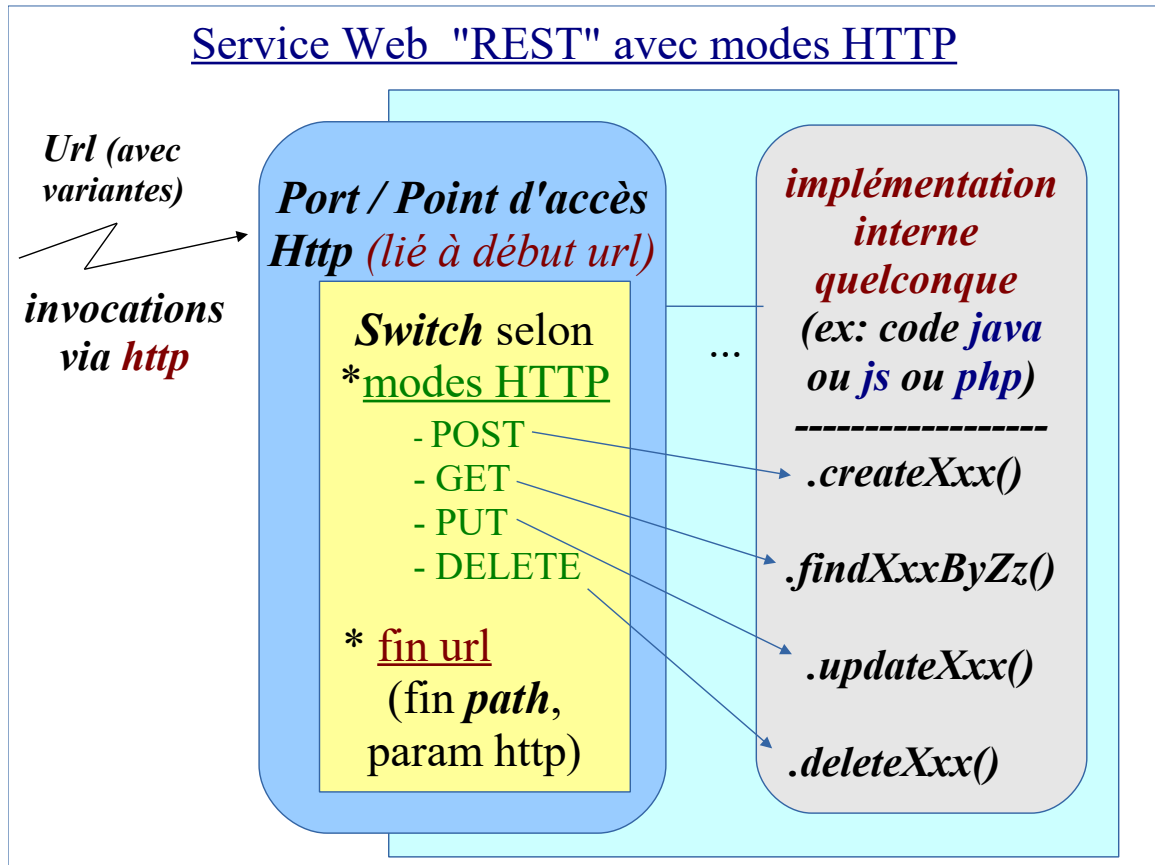 Service Web "REST" avec modes HTTP
Url (avec
variantes)
invocations
via http
Port / Point d'accès
Http (lié à début url)
Switch selon
*modes HTTP
- POST
- GET
- PUT
- DELETE
* fin url
(fin path,
param http)
...
implémentation
interne
quelconque
(ex: code java
ou js ou php)
------------------
.createXxx()
.findXxxByZz()
.updateXxx()
.deleteXxx()